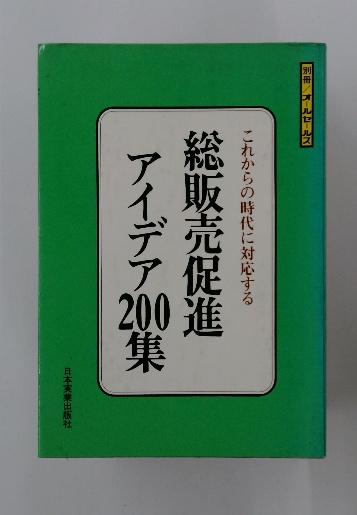 別冊／オールセールス
これからの時代に対応する
総販売促進
アイデア
200集
日本実業出版社